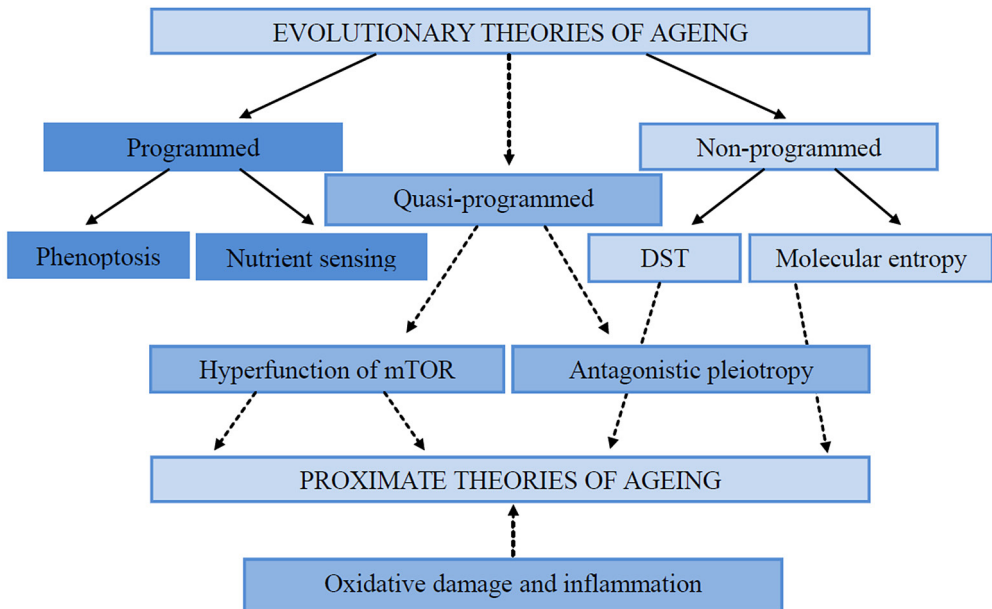 EVOLUTIONARY THEORIES OF AGEING
Programmed
Non-programmed
Quasi-programmed
Phenoptosis
Nutrient sensing
DST
Molecular entropy
Hyperfunction of mTOR
Antagonistic pleiotropy
PROXIMATE THEORIES OF AGEING
Oxidative damage and inflammation